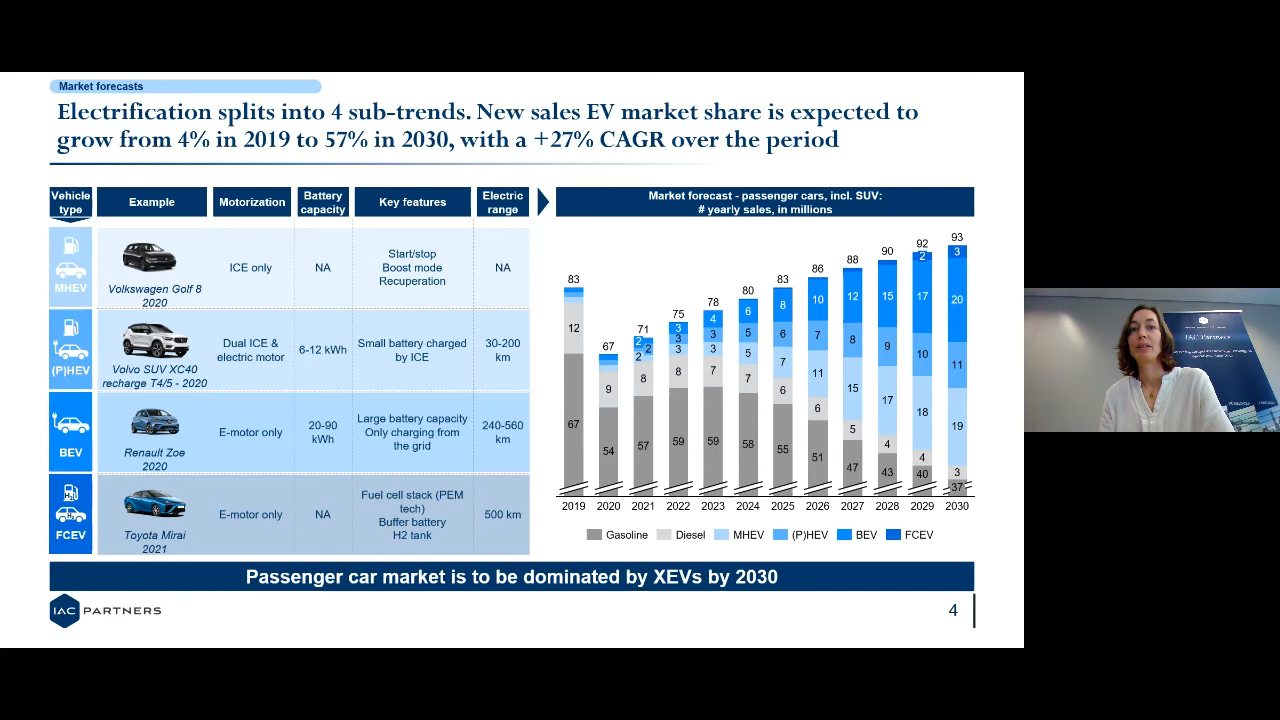 Market forecasts
Electrification splits into 4 sub-trends. New sales EV market share is expected to
grow from 4% in 2019 to 57% in 2030, with a +27% CAGR over the period
Vehicle
type
Example
Motorization
Battery
capacity
Key features
Electric
range
MHEV
Volkswagen Golf 8
2020
ICE only
NA
Start/stop
Boost mode
Recuperation
NA
(P)HEV
Volvo SUV XC40
recharge T4/5 - 2020
Dual ICE &
electric motor
6-12 kWh
Small battery charged
by ICE
30-200
km
BEV
Renault Zoe
2020
E-motor only
20-90
kWh
Large battery capacity
Only charging from
the grid
240-560
km
H2
H2
FCEV
Toyota Mirai
2021
E-motor only
NA
Fuel cell stack (PEM
tech)
Buffer battery
H2 tank
500 km
Market forecast - passenger cars, incl. SUV:
# yearly sales, in millions
83
12
67
67
9
54
71
2
2
2
8
57
75
3
3
3
8
59
78
4
3
3
7
59
80
6
5
5
7
58
83
8
6
7
6
55
86
10
7
11
6
51
88
12
8
15
5
47
90
15
9
17
4
43
92
2
17
10
18
4
40
93
3
20
11
19
3
37
2019 2020 2021 2022 2023 2024 2025 2026 2027 2028 2029 2030
Gasoline Diesel MHEV (P)HEV BEV FCEV
Passenger car market is to be dominated by XEVs by 2030
IAC PARTNERS
4
IAC Partners